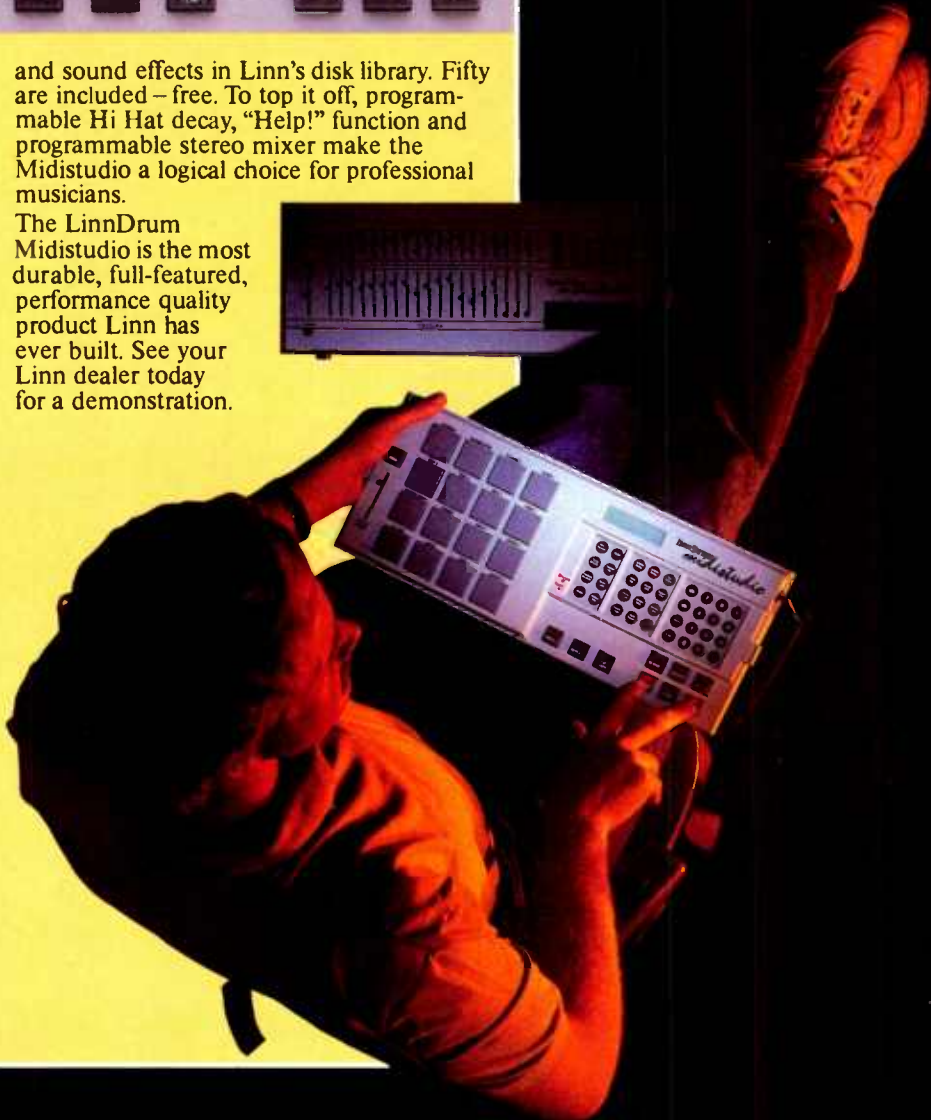 and sound effects in Linn's disk library. Fifty
are included – free. To top it off, program-
mable Hi Hat decay, “Help!” function and
programmable stereo mixer make the
Midistudio a logical choice for professional
musicians.
The LinnDrum
Midistudio is the most
durable, full-featured,
performance quality
product Linn has
ever built. See your
Linn dealer today
for a demonstration.
LinnDrum
midistudio